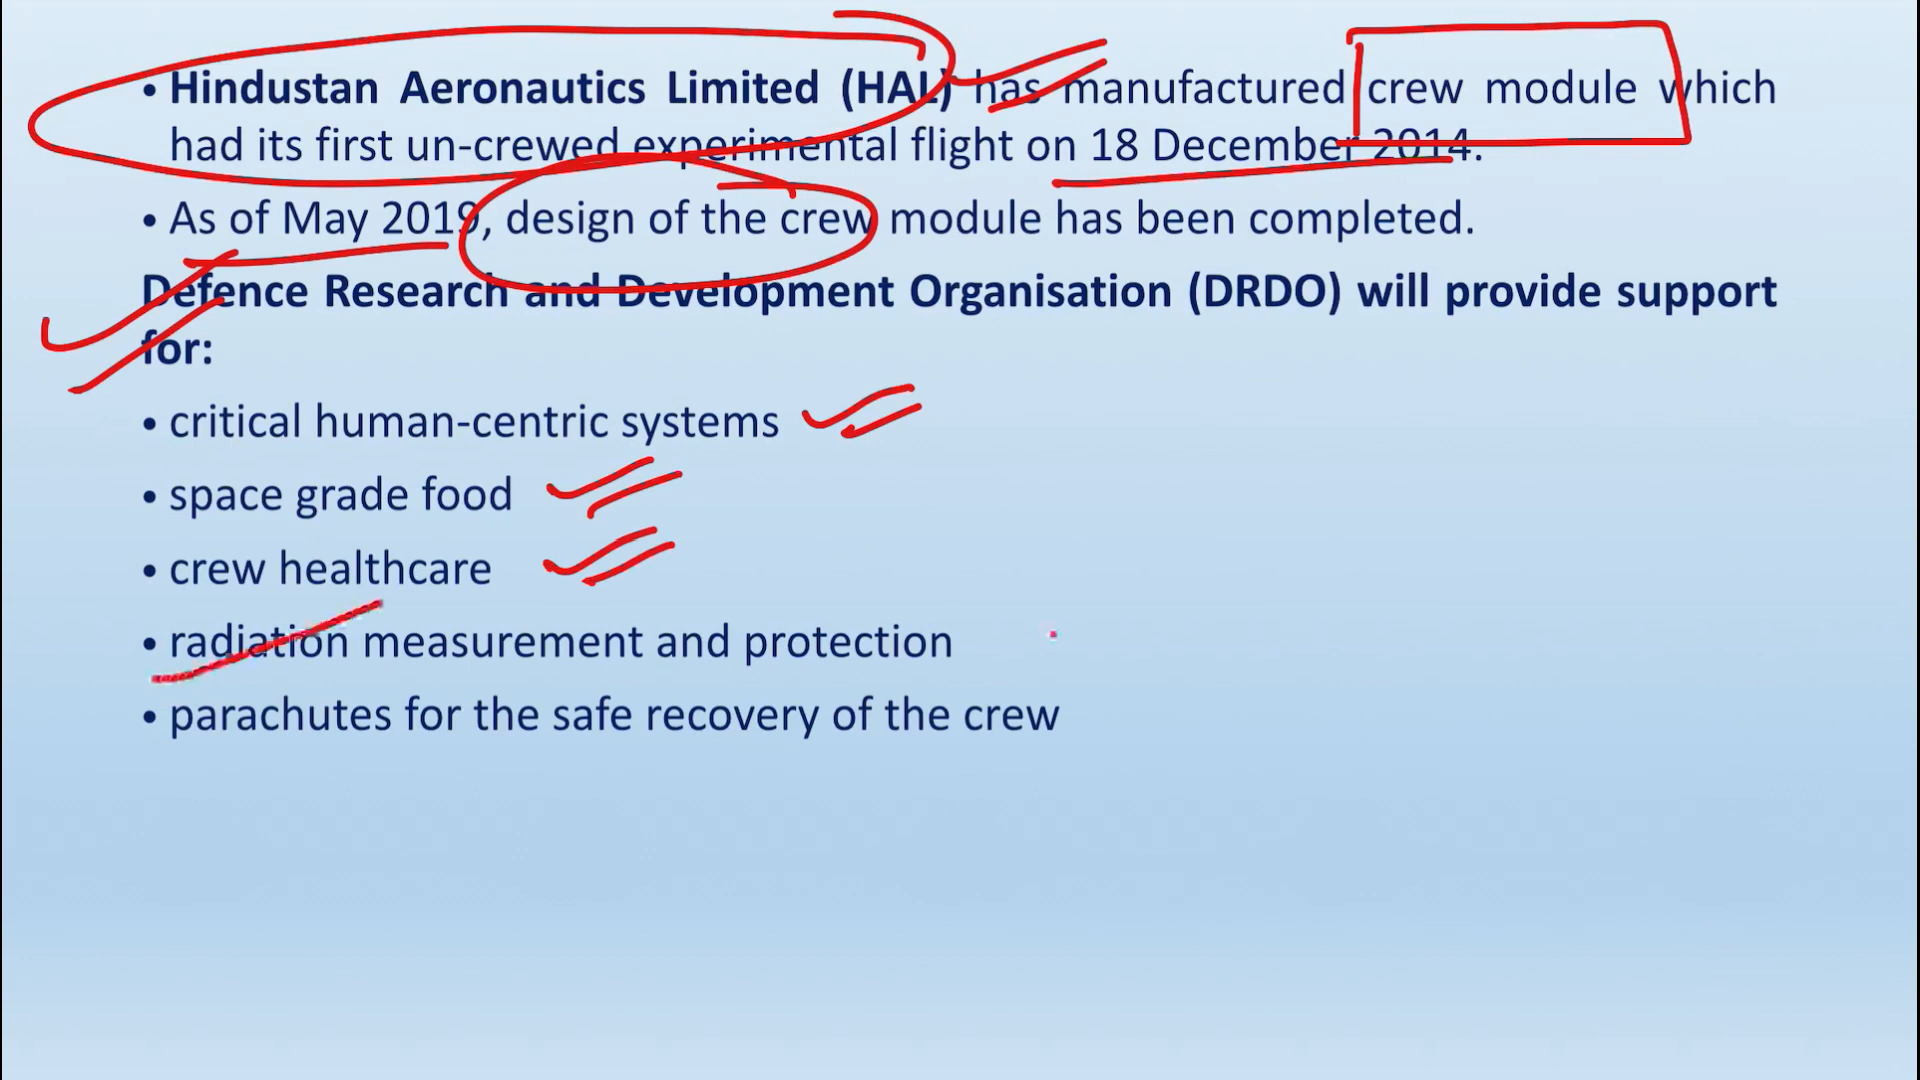 • Hindustan Aeronautics Limited (HAL) has manufactured crew module which
had its first un-crewed experimental flight on 18 December 2014.
• As of May 2019, design of the crew module has been completed.
Defence Research and Development Organisation (DRDO) will provide support
for:
• critical human-centric systems
• space grade food
• crew healthcare
• radiation measurement and protection
• parachutes for the safe recovery of the crew